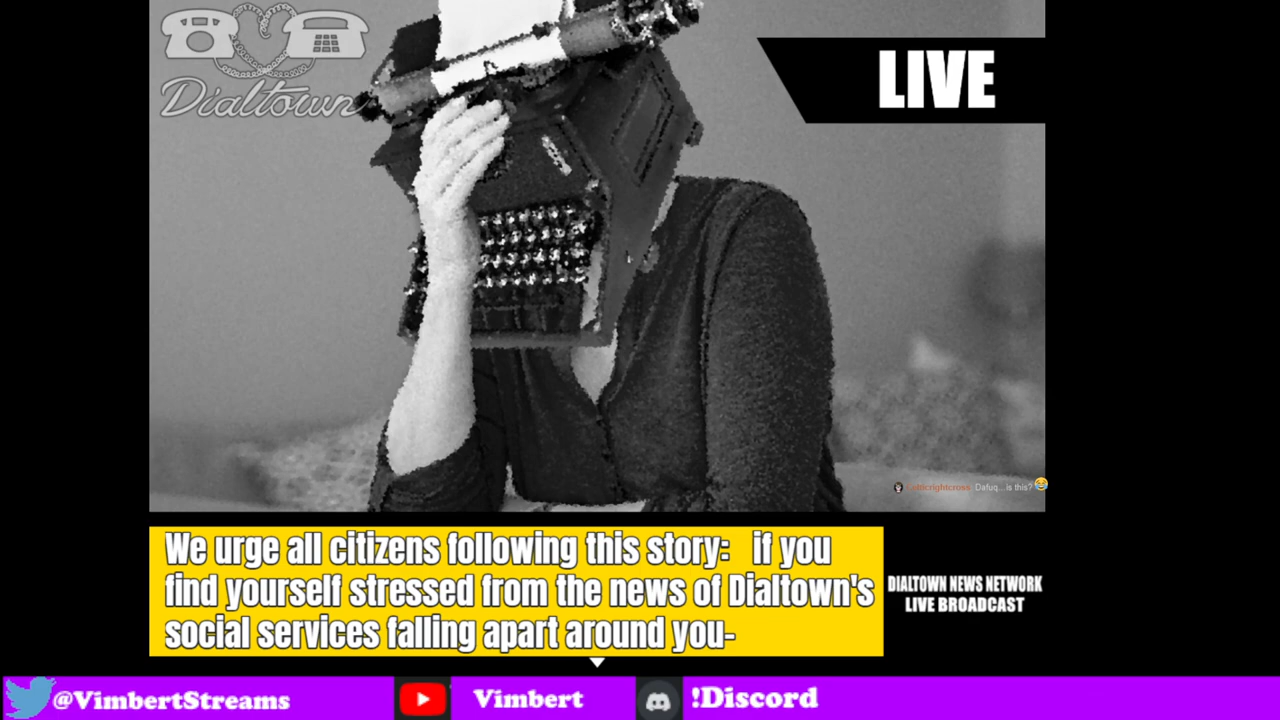 Dialtown
LIVE
Dafuq... is this?
We urge all citizens following this story: if you
find yourself stressed from the news of Dialtown's
social services falling apart around you-
DIALTOWN NEWS NETWORK
LIVE BROADCAST
@VimbertStreams
Vimbert
!Discord